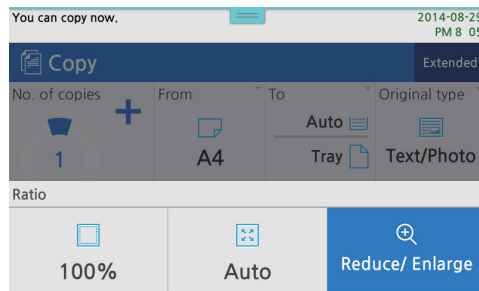 You can copy now.
2014-08-29
PM 8 05
Copy
Extended
No. of copies
From
To
Original type
Auto
1
A4
Tray
Text/Photo
Ratio
100%
Auto
Reduce/ Enlarge